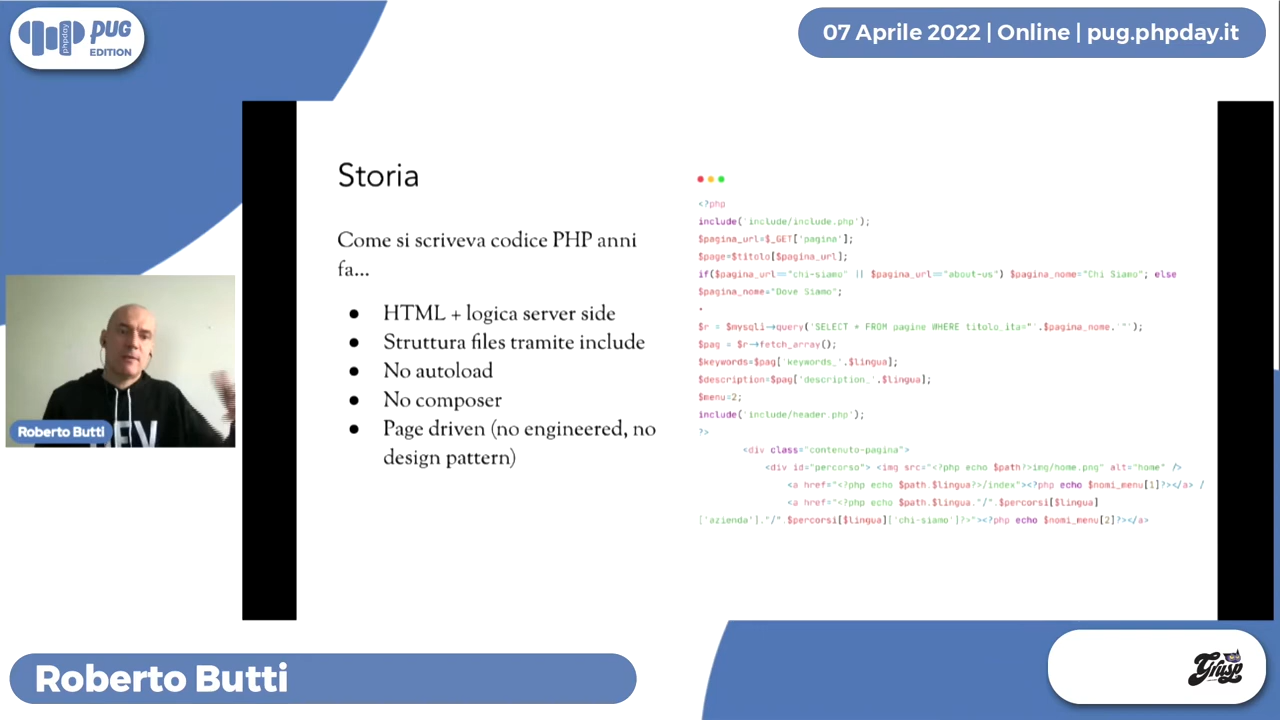 phpday
PUG
EDITION
07 Aprile 2022 | Online | pug.phpday.it
Storia
Come si scriveva codice PHP anni
fa...
● HTML + logica server side
● Struttura files tramite include
● No autoload
● No composer
● Page driven (no engineered, no
design pattern)
<?php
include('include/include.php');
$pagina_url=$_GET['pagina'];
$page=$titolo[$pagina_url];
if($pagina_url=="chi-siamo" || $pagina_url=="about-us") $pagina_nome="Chi Siamo"; else
$pagina_nome="Dove Siamo";
.
$r = $mysqli->query('SELECT * FROM pagine WHERE titolo_ita="'.$pagina_nome.'"');
$pag = $r->fetch_array();
$keywords=$pag['keywords_'.$lingua];
$description=$pag['description_'.$lingua];
$menu=2;
include('include/header.php');
?>
<div class="contenuto-pagina">
<div id="percorso"> <img src="<?php echo $path?>img/home.png" alt="home" />
<a href="<?php echo $path.$lingua?>/index"><?php echo $nomi_menu[1]?></a> /
<a href="<?php echo $path.$lingua."/".$percorsi[$lingua]
['azienda']."/".$percorsi[$lingua]['chi-siamo']?>"><?php echo $nomi_menu[2]?></a>
DEV
Roberto Butti
Roberto Butti
Grusp